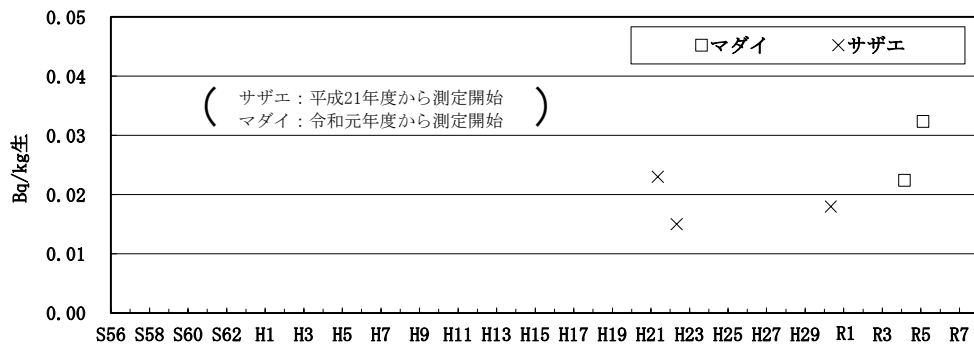 0.05
□マダイ ×サザエ
0.04
サザエ：平成21年度から測定開始
マダイ：令和元年度から測定開始
0.03
Bq/kg生
0.02
0.01
0.00
S56 S58 S60 S62 H1 H3 H5 H7 H9 H11 H13 H15 H17 H19 H21 H23 H25 H27 H29 R1 R3 R5 R7